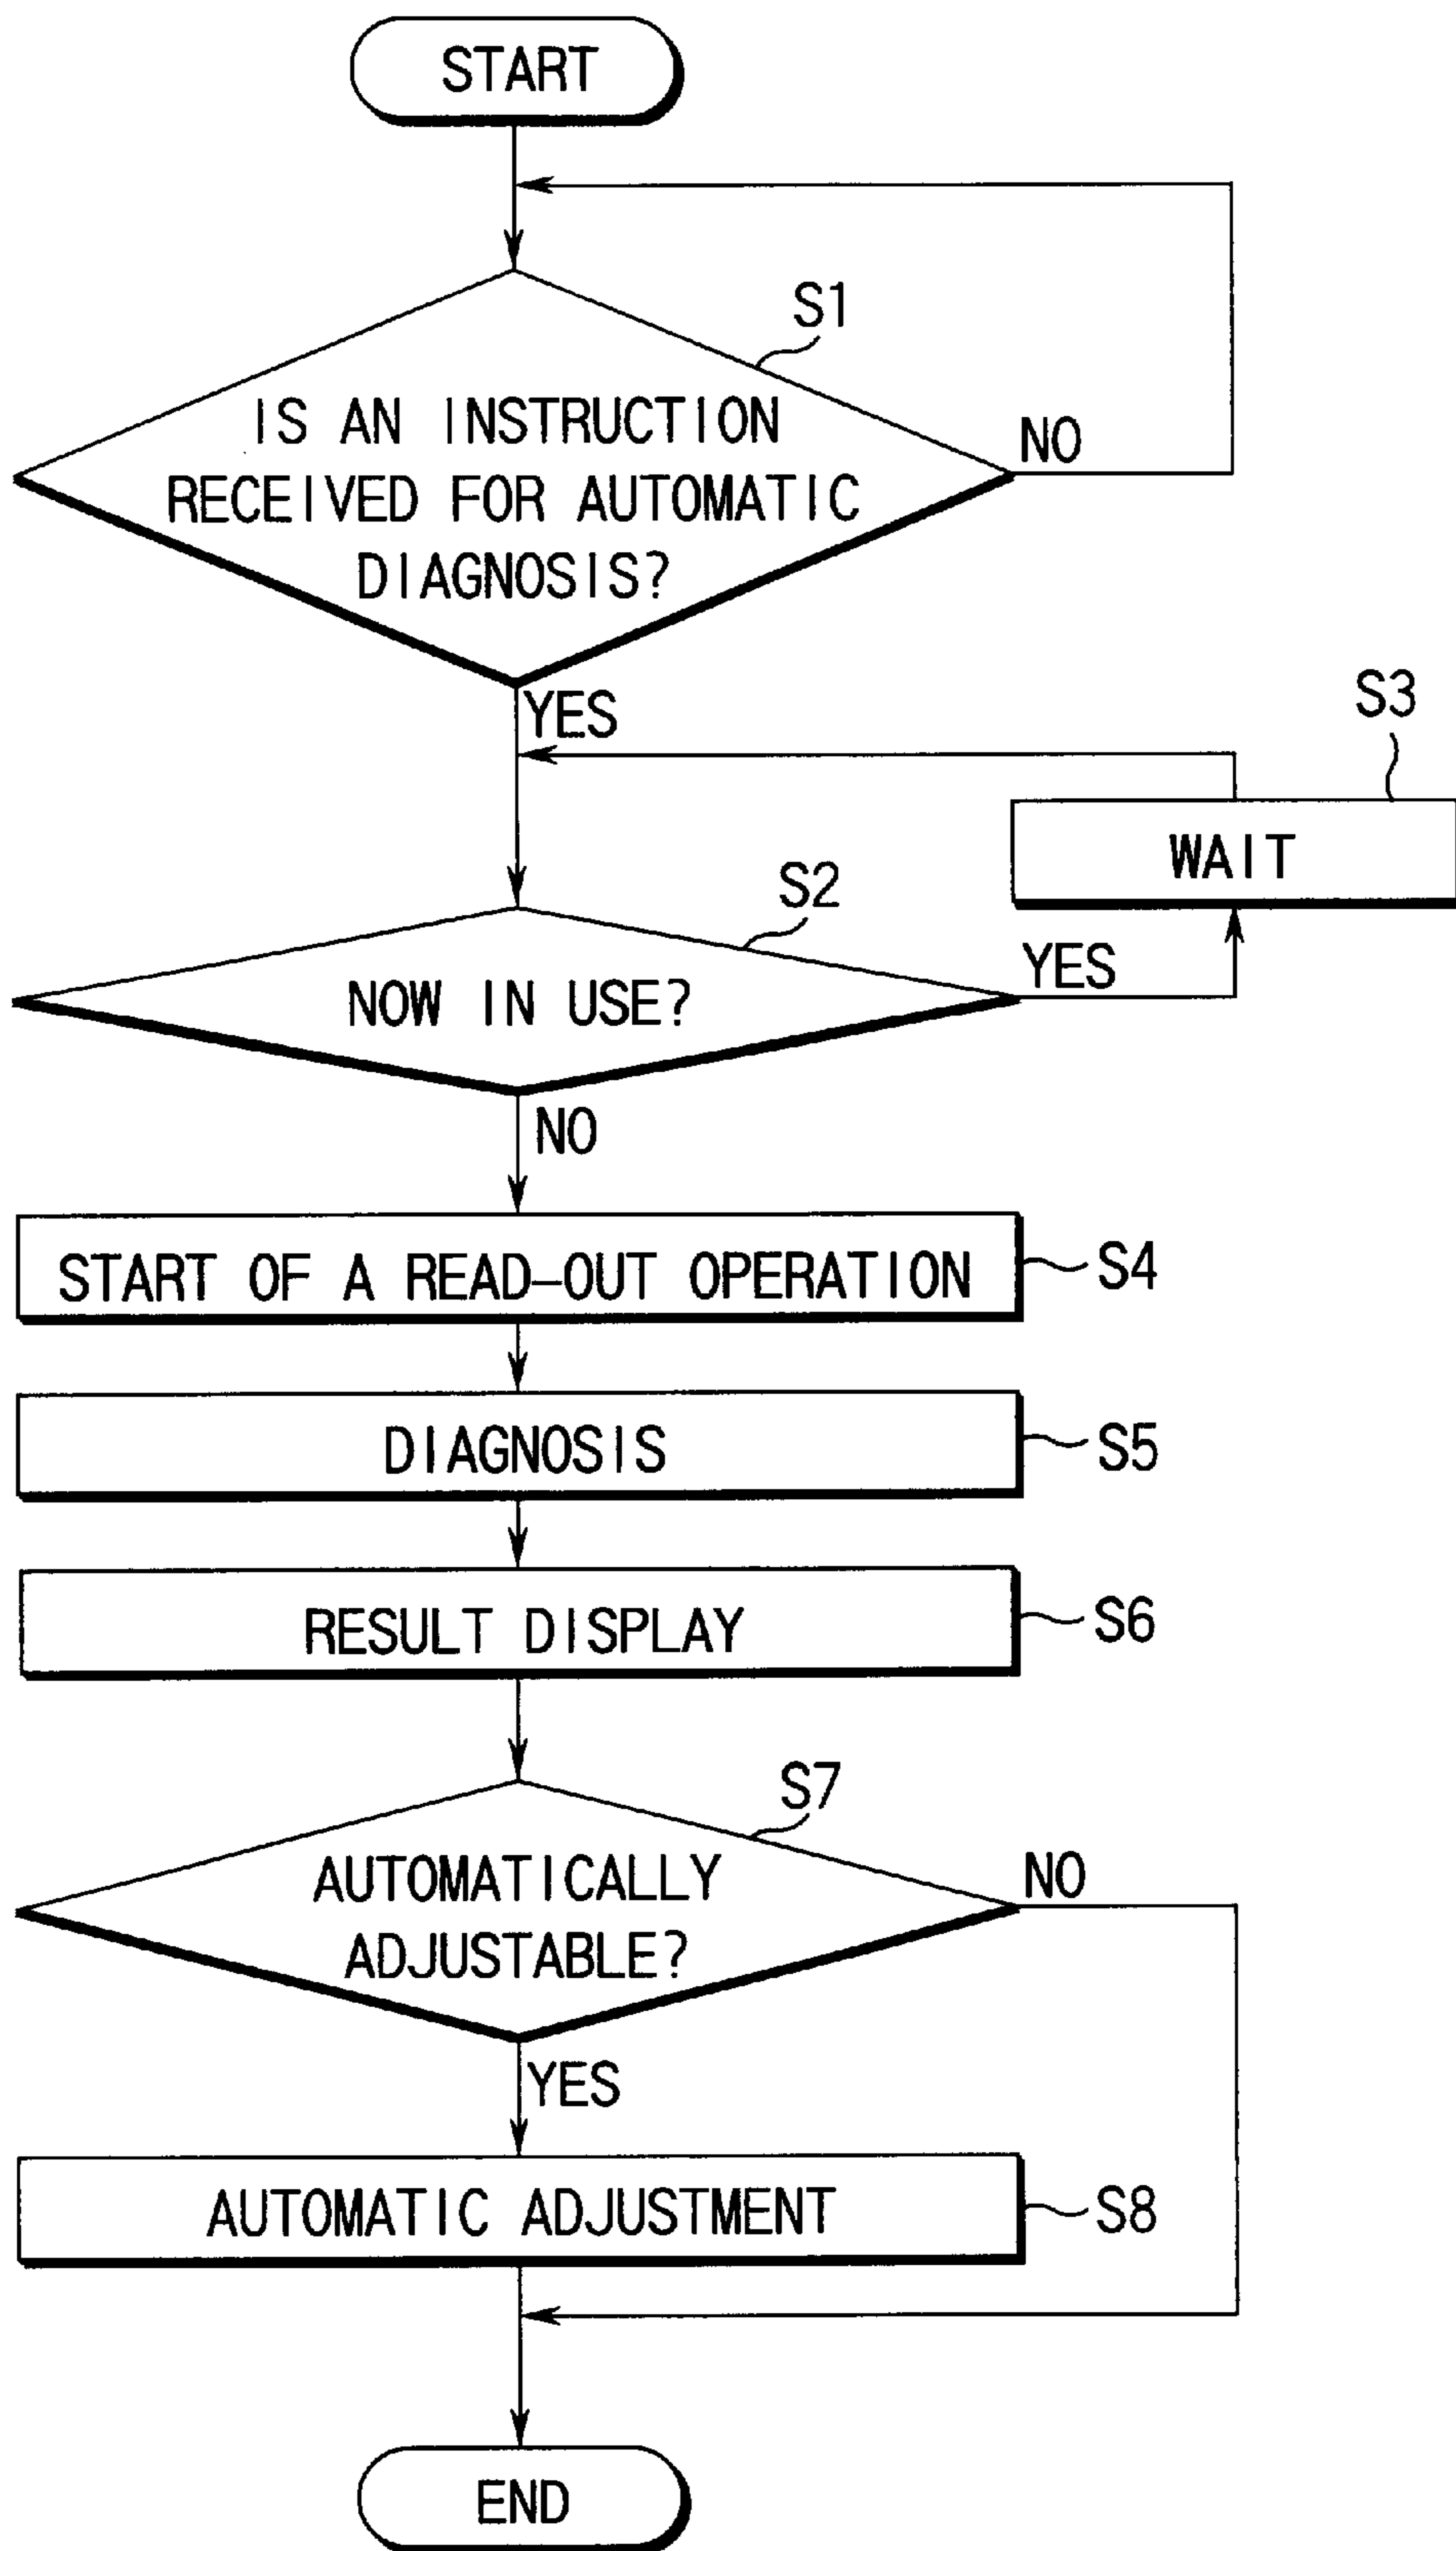 START
S1
IS AN INSTRUCTION
RECEIVED FOR AUTOMATIC
DIAGNOSIS?
NO
YES
S3
WAIT
S2
NOW IN USE?
YES
NO
START OF A READ-OUT OPERATION
S4
DIAGNOSIS
S5
RESULT DISPLAY
S6
S7
AUTOMATICALLY
ADJUSTABLE?
NO
YES
AUTOMATIC ADJUSTMENT
S8
END